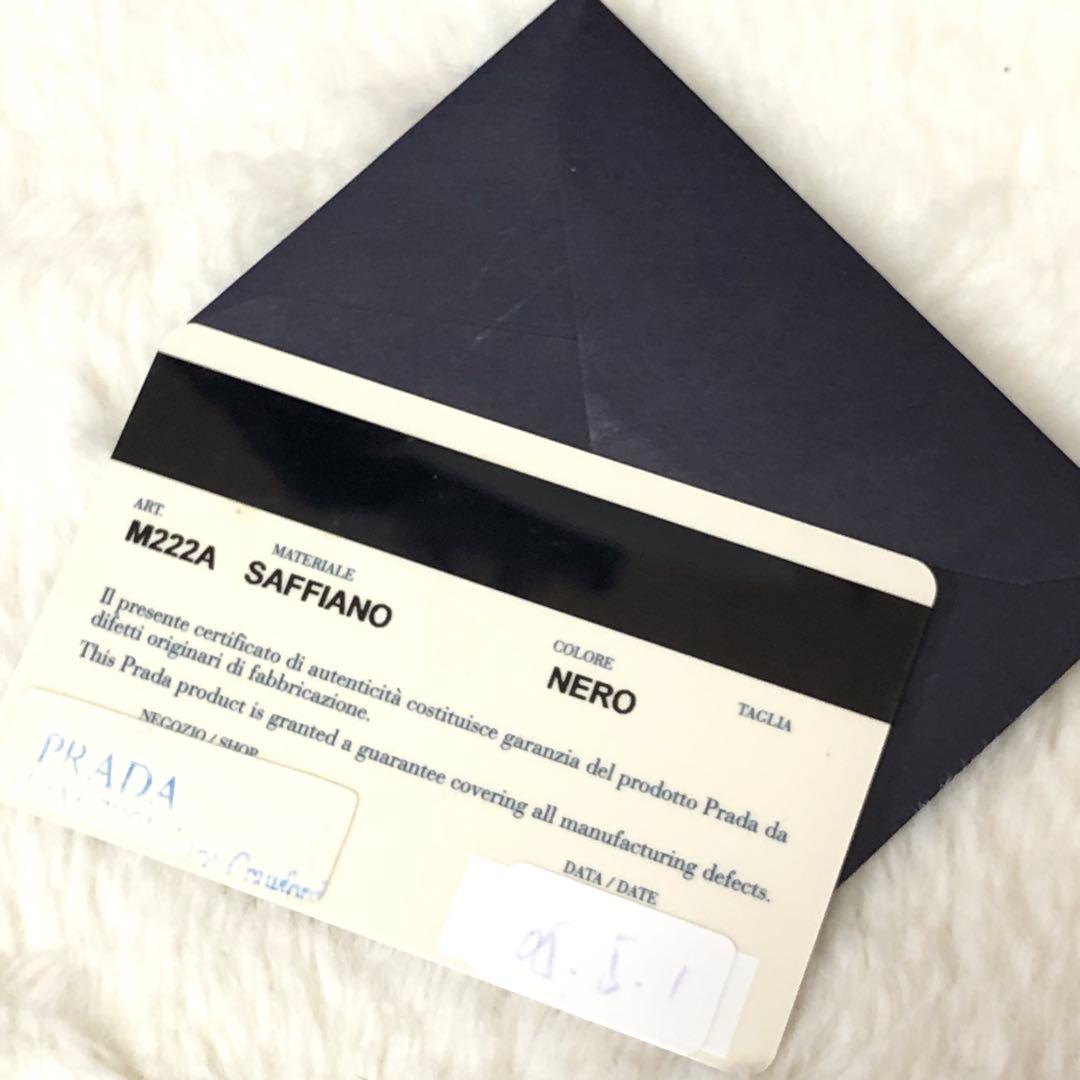 ART.
M222A
MATERIALE
SAFFIANO
COLORE
NERO
TAGLIA
Il presente certificato di autenticità costituisce garanzia del prodotto Prada da
difetti originari di fabbricazione.
This Prada product is granted a guarantee covering all manufacturing defects.
NEGOZIO / SHOP
PRADA
DATA / DATE